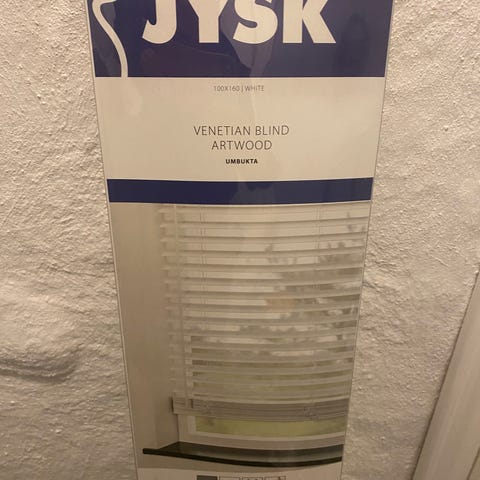 JYSK
100X160 | WHITE
VENETIAN BLIND
ARTWOOD
UMBUKTA